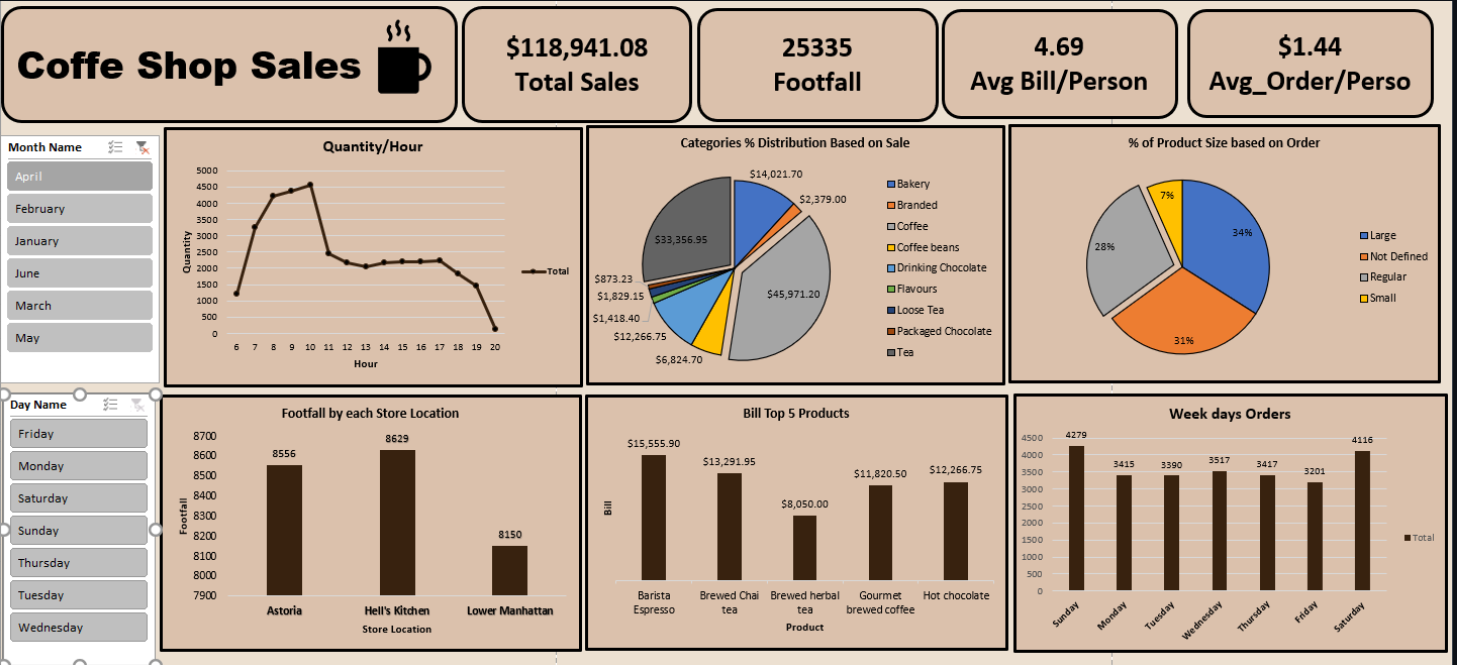 Coffe Shop Sales
$118,941.08
Total Sales
25335
Footfall
4.69
Avg Bill/Person
$1.44
Avg_Order/Perso
Month Name
April
February
January
June
March
May
Quantity/Hour
5000
4500
4000
3500
3000
2500
2000
1500
1000
500
0
Quantity
6 7 8 9 10 11 12 13 14 15 16 17 18 19 20
Hour
Total
Categories % Distribution Based on Sale
$14,021.70
$2,379.00
$45,971.20
$6,824.70
$12,266.75
$1,418.40
$1,829.15
$873.23
$33,356.95
Bakery
Branded
Coffee
Coffee beans
Drinking Chocolate
Flavours
Loose Tea
Packaged Chocolate
Tea
% of Product Size based on Order
34%
31%
28%
7%
Large
Not Defined
Regular
Small
Day Name
Friday
Monday
Saturday
Sunday
Thursday
Tuesday
Wednesday
Footfall by each Store Location
8700
8600
8500
8400
8300
8200
8100
8000
7900
Footfall
8556
8629
8150
Astoria Hell's Kitchen Lower Manhattan
Store Location
Bill Top 5 Products
Bill
$15,555.90
$13,291.95
$8,050.00
$11,820.50
$12,266.75
Barista
Espresso
Brewed Chai
tea
Brewed herbal
tea
Gourmet
brewed coffee
Hot chocolate
Product
Week days Orders
4500
4000
3500
3000
2500
2000
1500
1000
500
0
4279
3415
3390
3517
3417
3201
4116
Sunday
Monday
Tuesday
Wednesday
Thursday
Friday
Saturday
Total